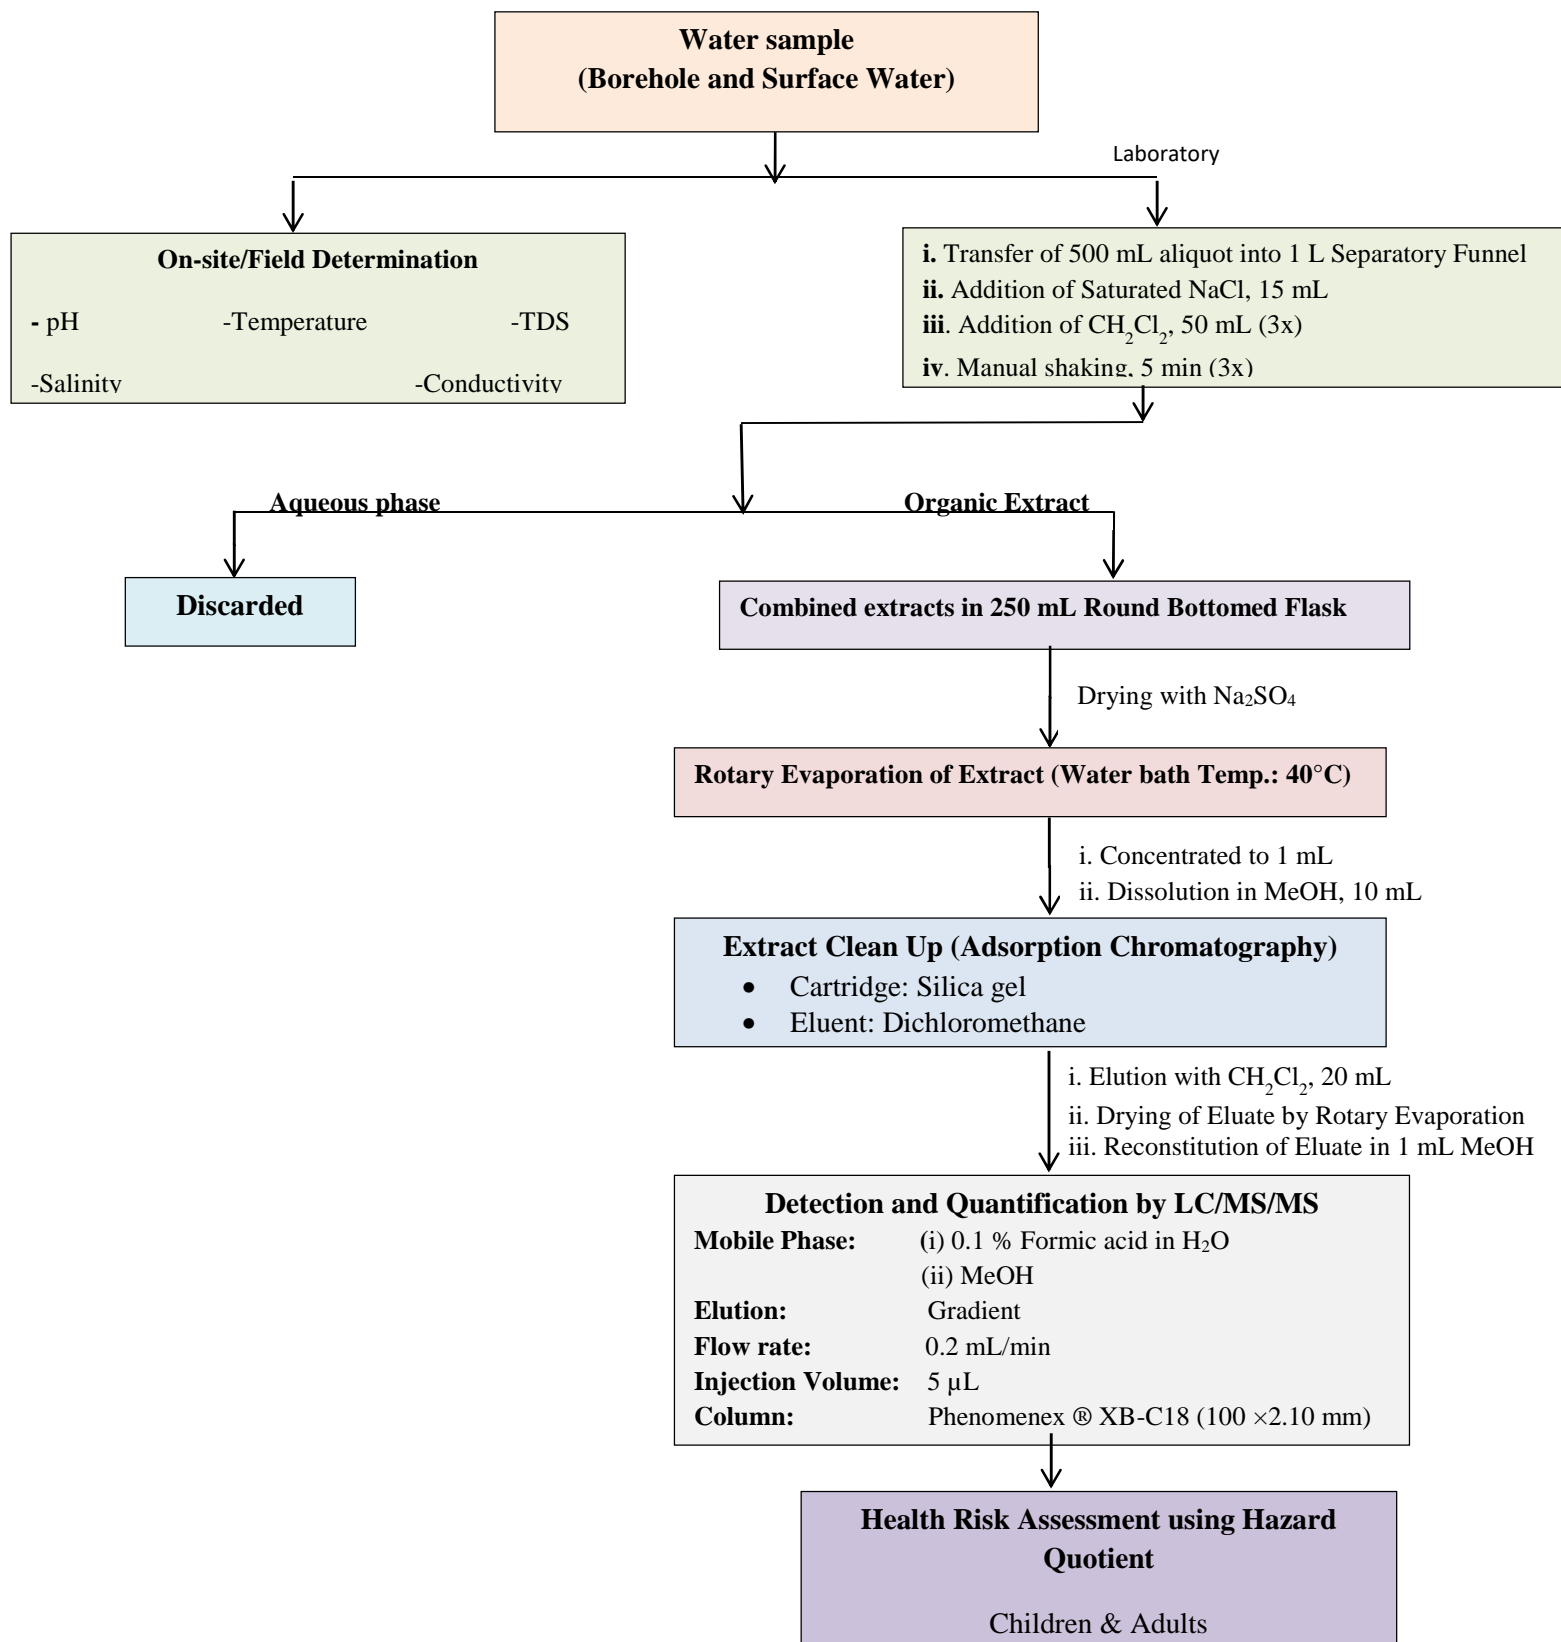 Water sample
(Borehole and Surface Water)
Laboratory
On-site/Field Determination
- pH -Temperature -TDS
-Salinity -Conductivity
i. Transfer of 500 mL aliquot into 1 L Separatory Funnel
ii. Addition of Saturated NaCl, 15 mL
iii. Addition of CH₂Cl₂, 50 mL (3x)
iv. Manual shaking, 5 min (3x)
Aqueous phase
Organic Extract
Discarded
Combined extracts in 250 mL Round Bottomed Flask
Drying with Na₂SO₄
Rotary Evaporation of Extract (Water bath Temp.: 40°C)
i. Concentrated to 1 mL
ii. Dissolution in MeOH, 10 mL
Extract Clean Up (Adsorption Chromatography)
• Cartridge: Silica gel
• Eluent: Dichloromethane
i. Elution with CH₂Cl₂, 20 mL
ii. Drying of Eluate by Rotary Evaporation
iii. Reconstitution of Eluate in 1 mL MeOH
Detection and Quantification by LC/MS/MS
Mobile Phase: (i) 0.1 % Formic acid in H₂O
(ii) MeOH
Elution: Gradient
Flow rate: 0.2 mL/min
Injection Volume: 5 µL
Column: Phenomenex ® XB-C18 (100 ×2.10 mm)
Health Risk Assessment using Hazard
Quotient
Children & Adults